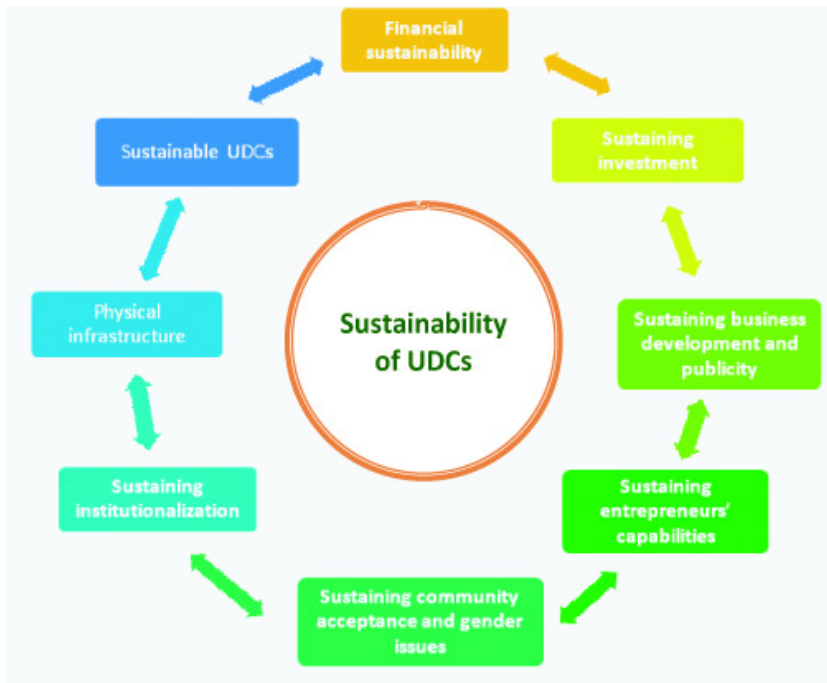 Financial
sustainability
Sustaining
investment
Sustaining business
development and
publicity
Sustaining
entrepreneurs'
capabilities
Sustaining community
acceptance and gender
issues
Sustaining
institutionalization
Physical
infrastructure
Sustainable UDCs
Sustainability
of UDCs